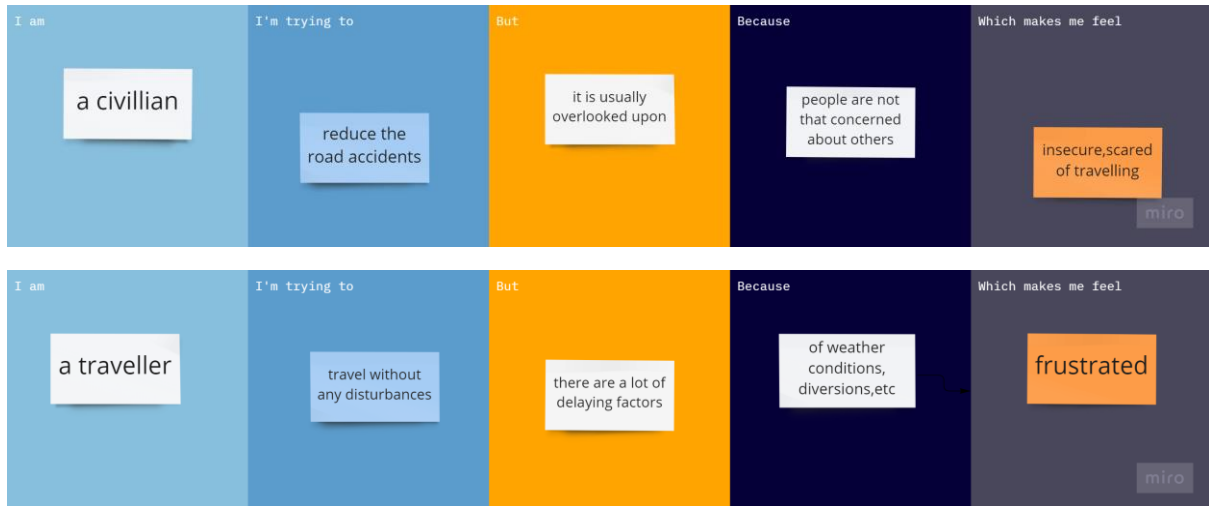 I am
I'm trying to
But
Because
Which makes me feel
a civillian
reduce the
road accidents
it is usually
overlooked upon
people are not
that concerned
about others
insecure,scared
of travelling
miro
I am
I'm trying to
But
Because
Which makes me feel
a traveller
travel without
any disturbances
there are a lot of
delaying factors
of weather
conditions,
diversions,etc
frustrated
miro